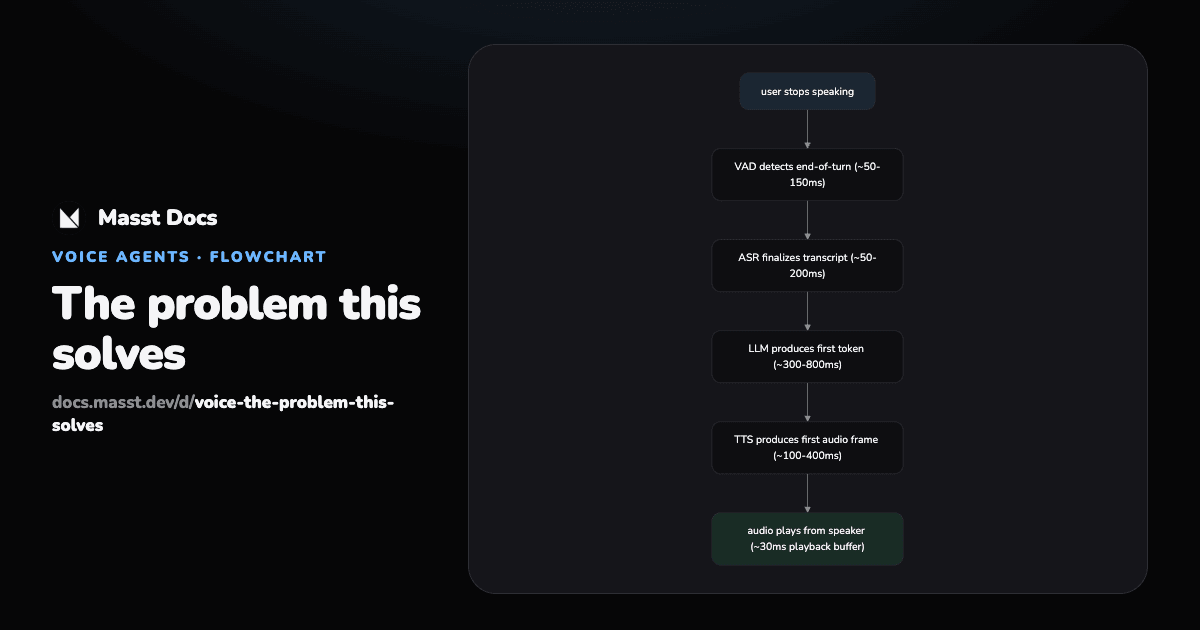 Masst Docs
VOICE AGENTS · FLOWCHART
The problem this
solves
docs.masst.dev/d/voice-the-problem-this-
solves
user stops speaking
VAD detects end-of-turn (~50-
150ms)
ASR finalizes transcript (~50-
200ms)
LLM produces first token
(~300-800ms)
TTS produces first audio frame
(~100-400ms)
audio plays from speaker
(~30ms playback buffer)